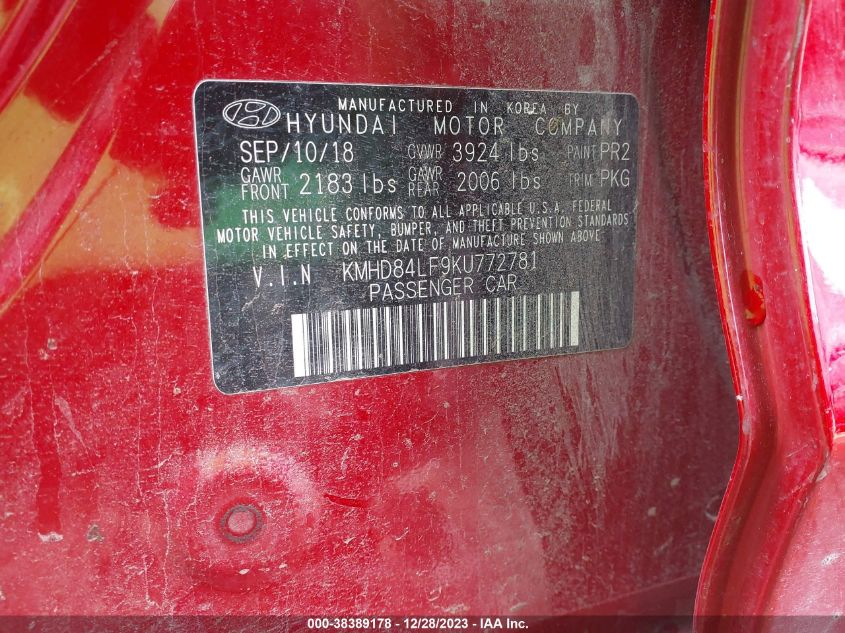 MANUFACTURED IN KOREA BY
HYUNDAI MOTOR COMPANY
SEP/10/18 GVWR 3924 lbs PAINT PR2
GAWR FRONT 2183 lbs GAWR REAR 2006 lbs TRIM PKG
THIS VEHICLE CONFORMS TO ALL APPLICABLE U.S.A. FEDERAL
MOTOR VEHICLE SAFETY, BUMPER, AND THEFT PREVENTION STANDARDS
IN EFFECT ON THE DATE OF MANUFACTURE SHOWN ABOVE
V.I.N KMHD84LF9KU772781
PASSENGER CAR
000-38389178 - 12/28/2023 - IAA Inc.